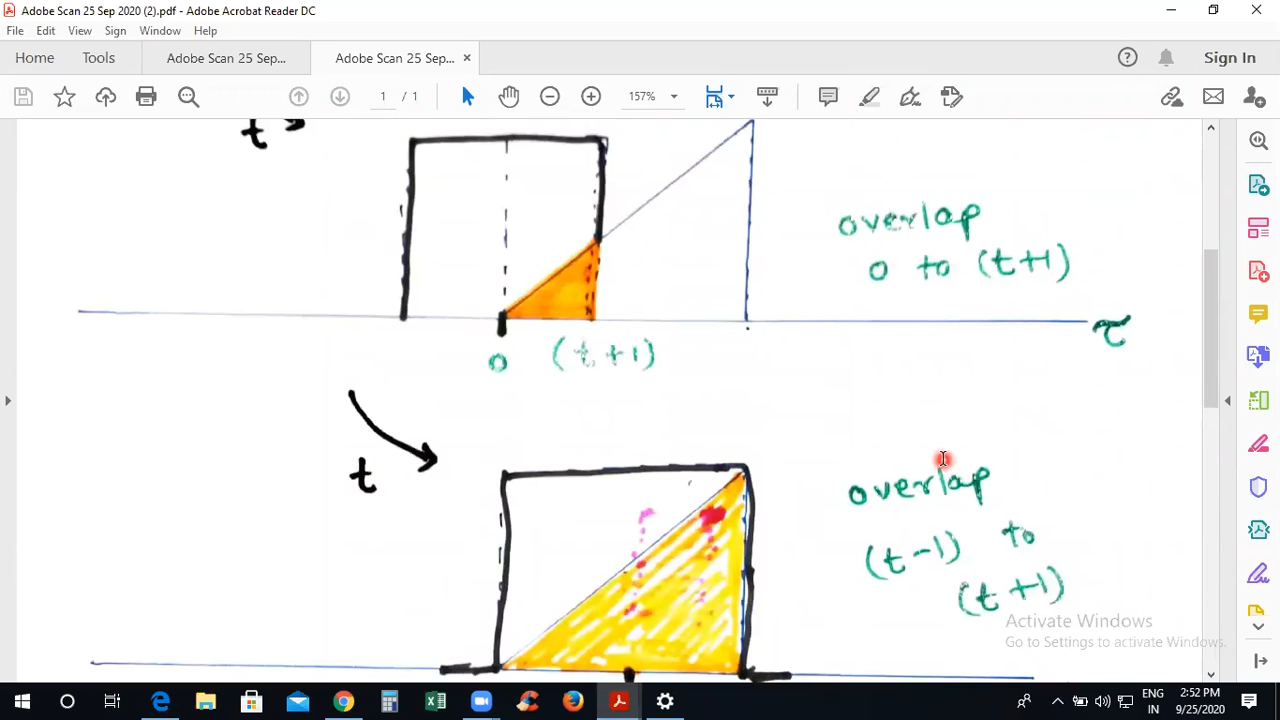 Adobe Scan 25 Sep 2020 (2).pdf - Adobe Acrobat Reader DC
File Edit View Sign Window Help
Home Tools Adobe Scan 25 Sep... Adobe Scan 25 Sep... × Sign In
1 / 1 157%
t
overlap
0 to (t+1)
τ
0 (t+1)
t
overlap
(t-1) to
(t+1)
Activate Windows
Go to Settings to activate Windows.
ENG 2:52 PM
IN 9/25/2020